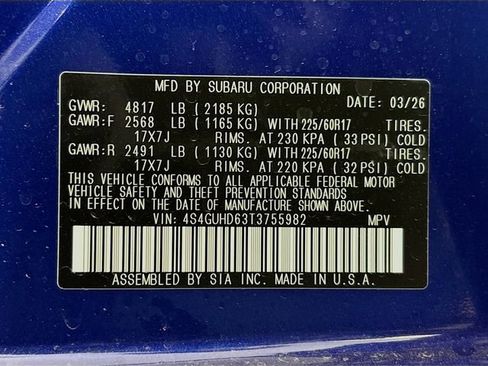 MFD BY SUBARU CORPORATION
GVWR: 4817 LB (2185 KG) DATE: 03/26
GAWR:F 2568 LB (1165 KG) WITH 225/60R17 TIRES.
17X7J RIMS. AT 230 KPA (33 PSI) COLD
GAWR:R 2491 LB (1130 KG) WITH 225/60R17 TIRES.
17X7J RIMS. AT 220 KPA (32 PSI) COLD
THIS VEHICLE CONFORMS TO ALL APPLICABLE FEDERAL MOTOR
VEHICLE SAFETY AND THEFT PREVENTION STANDARDS
IN EFFECT ON THE DATE OF MANUFACTURE SHOWN ABOVE.
VIN: 4S4GUHD63T3755982 MPV
ASSEMBLED BY SIA INC. MADE IN U.S.A.